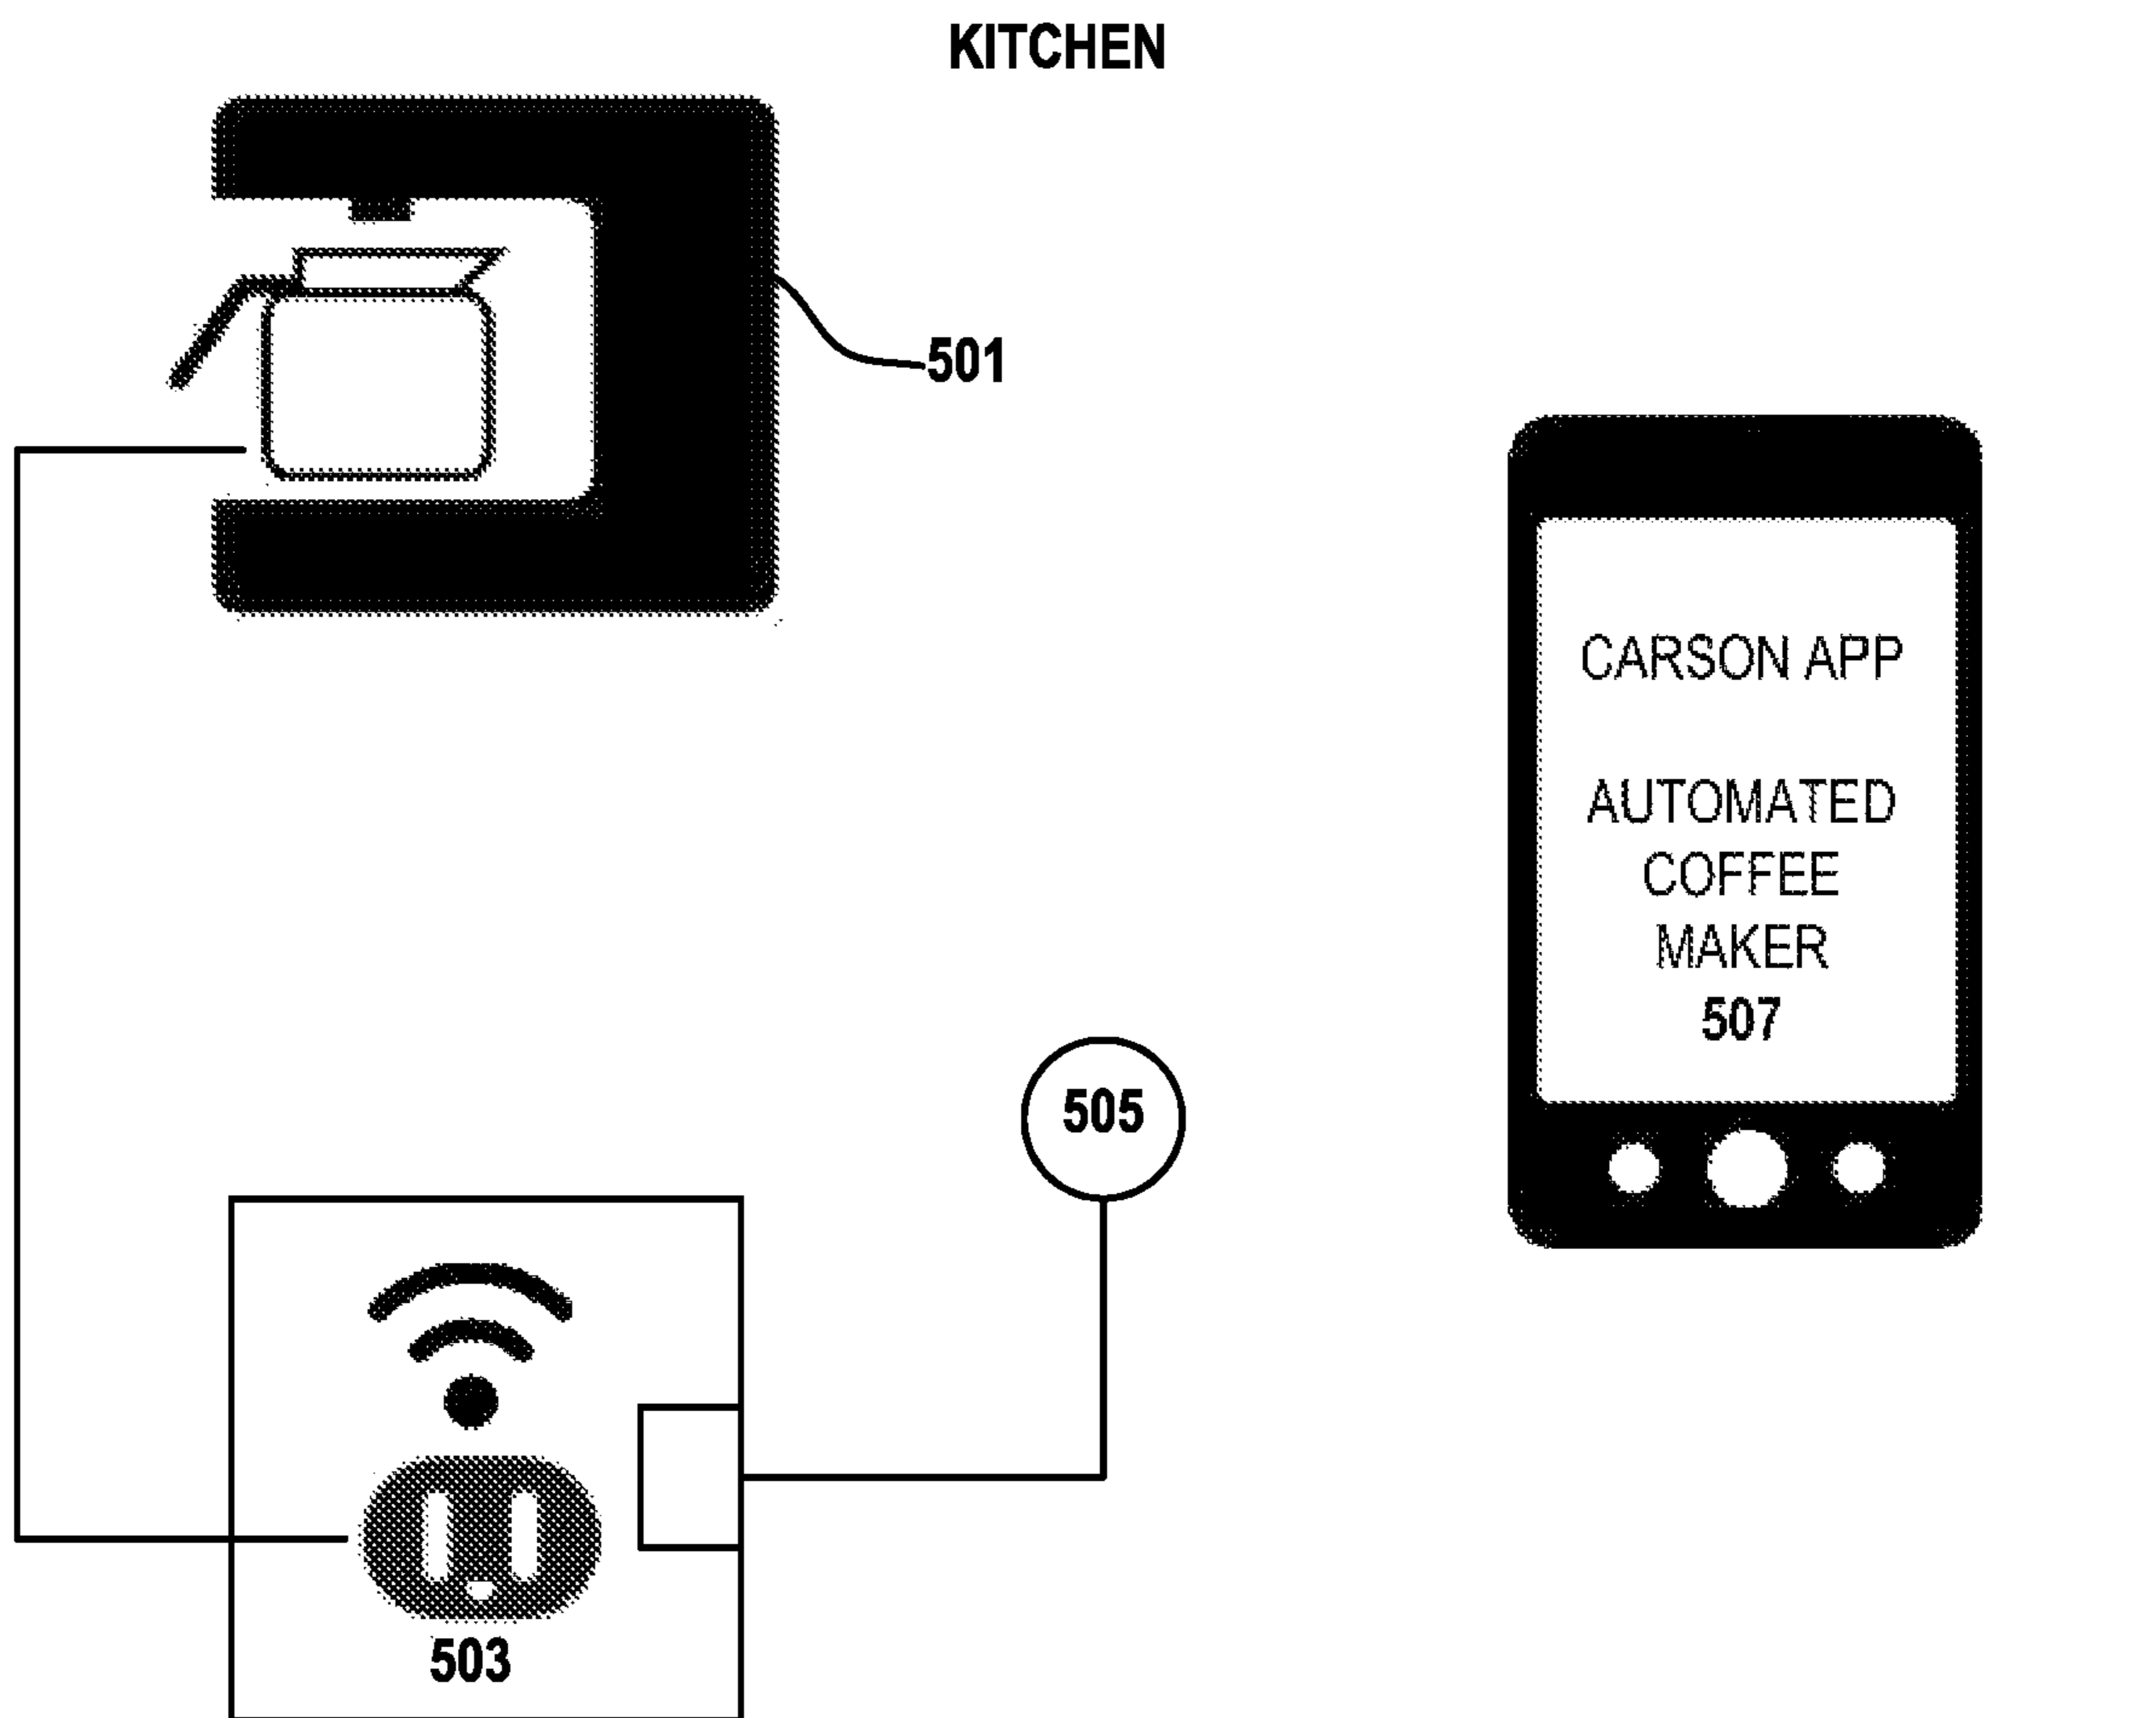 KITCHEN
501
CARSON APP
AUTOMATED
COFFEE
MAKER
507
505
503